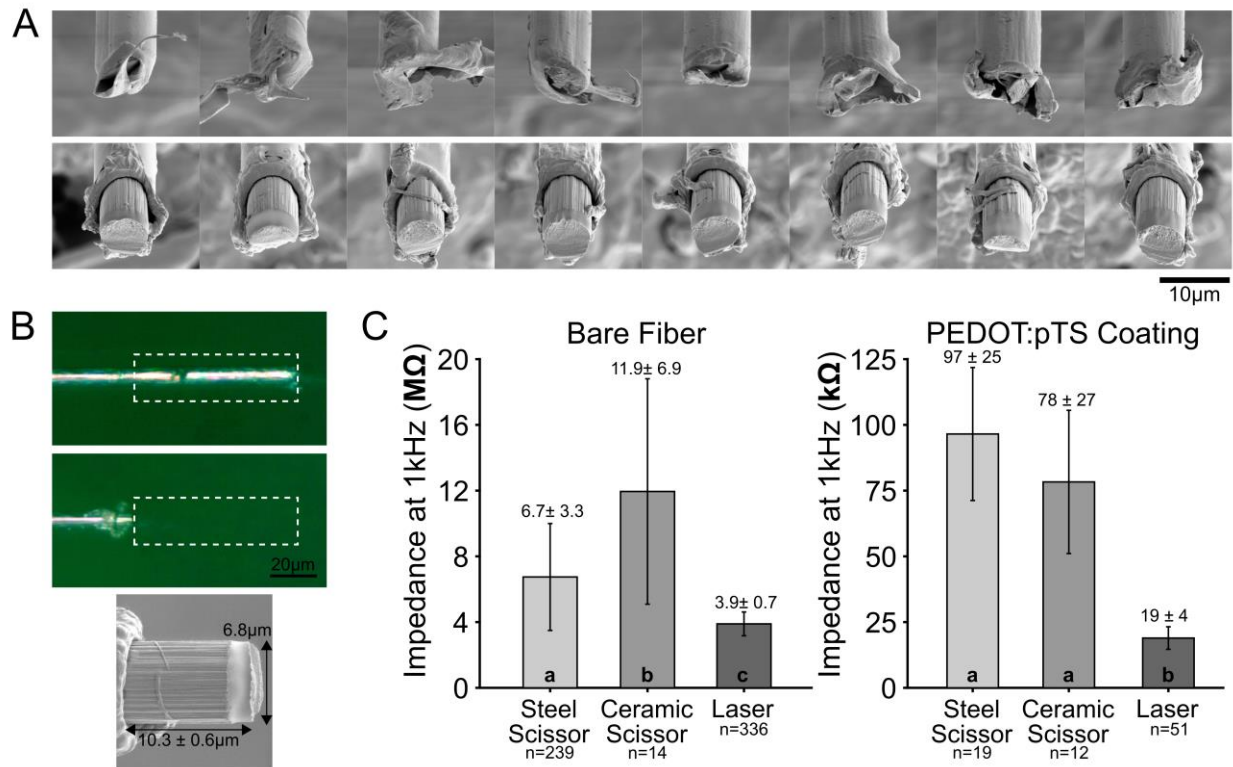 A
10µm
B
20µm
6.8µm
10.3 ± 0.6µm
C
Bare Fiber
Impedance at 1kHz (MΩ)
20
16
12
8
4
0
6.7± 3.3
11.9± 6.9
3.9± 0.7
a
b
c
Steel
Scissor
n=239
Ceramic
Scissor
n=14
Laser
n=336
PEDOT:pTS Coating
Impedance at 1kHz (kΩ)
125
100
75
50
25
0
97 ± 25
78 ± 27
19 ± 4
a
a
b
Steel
Scissor
n=19
Ceramic
Scissor
n=12
Laser
n=51